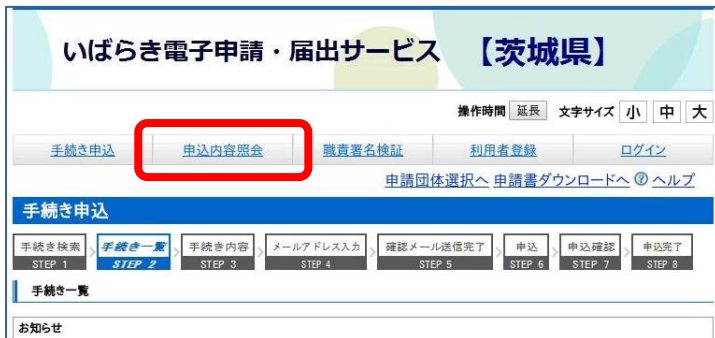 いばらき電子申請・届出サービス 【茨城県】
操作時間 延長 文字サイズ 小 中 大
手続き申込 申込内容照会 職責署名検証 利用者登録 ログイン
申請団体選択へ 申請書ダウンロードへ ? ヘルプ
手続き申込
手続き検索 手続き一覧 手続き内容 メールアドレス入力 確認メール送信完了 申込 申込確認 申込完了
STEP 1 STEP 2 STEP 3 STEP 4 STEP 5 STEP 6 STEP 7 STEP 8
手続き一覧
お知らせ